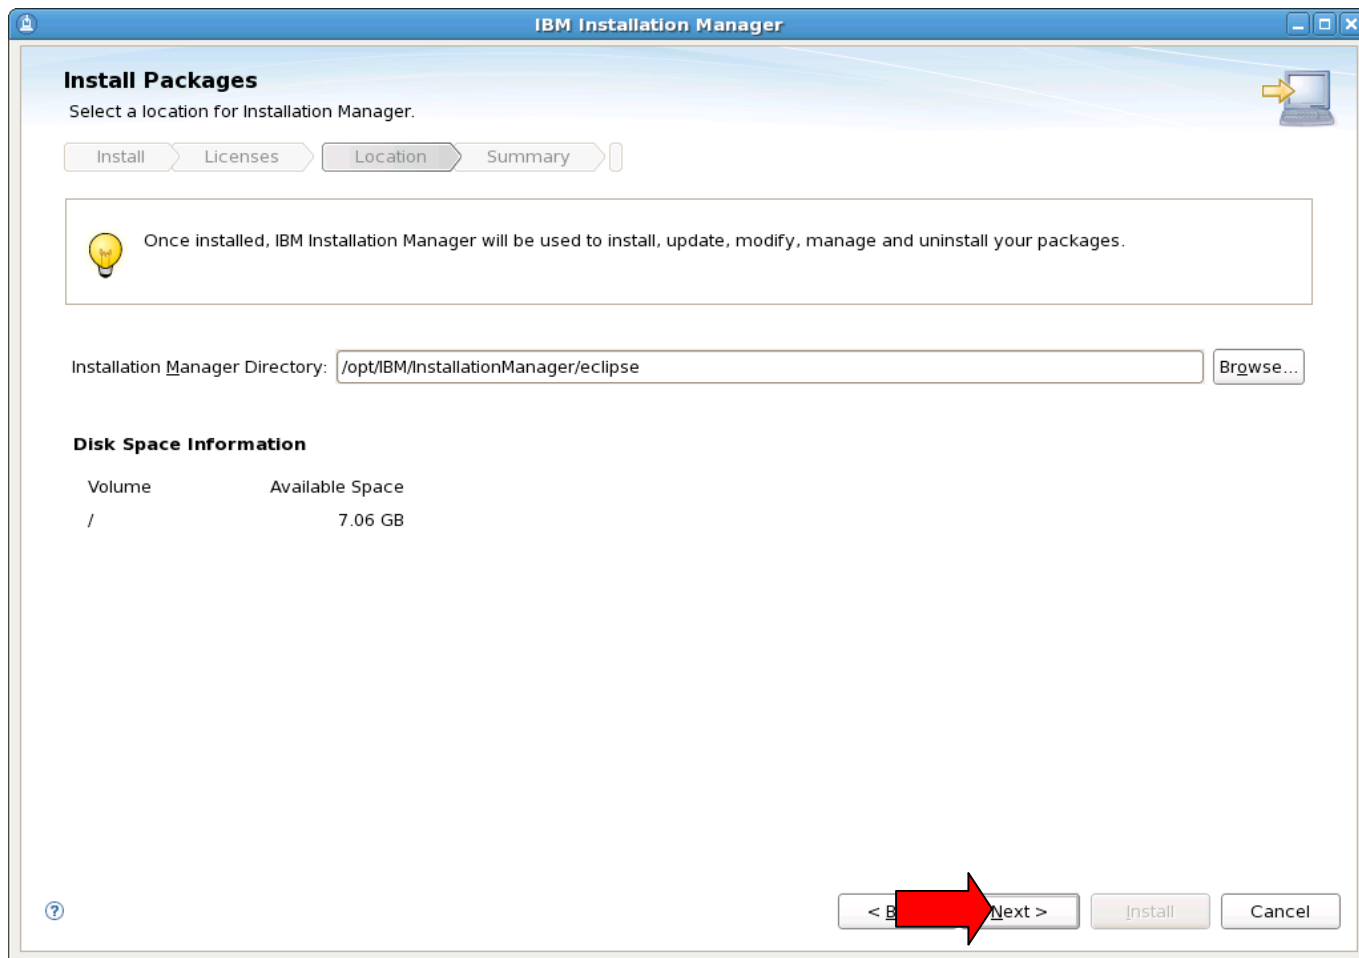 IBM Installation Manager
Install Packages
Select a location for Installation Manager.
Install Licenses Location Summary
Once installed, IBM Installation Manager will be used to install, update, modify, manage and uninstall your packages.
Installation Manager Directory: /opt/IBM/InstallationManager/eclipse Browse...
Disk Space Information
Volume Available Space
/ 7.06 GB
? < B Next > Install Cancel